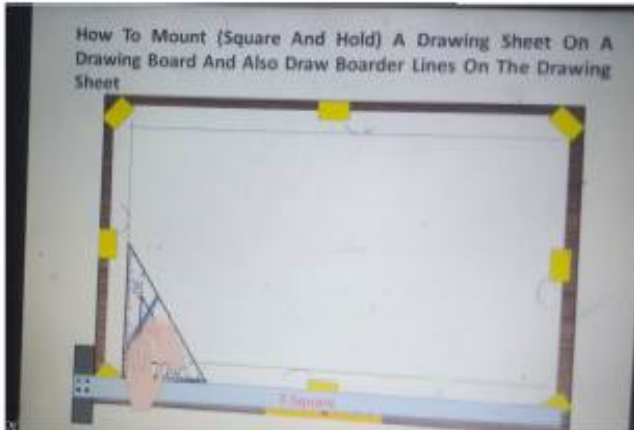 How To Mount (Square And Hold) A Drawing Sheet On A
Drawing Board And Also Draw Boarder Lines On The Drawing
Sheet
T-Square